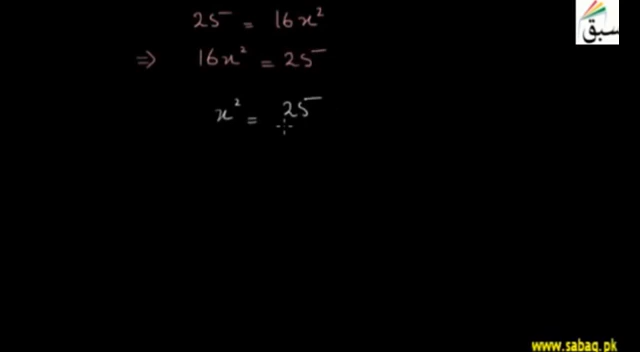 سبق
25 = 16x²
⇒ 16x² = 25
x² = 25
www.sabaq.pk